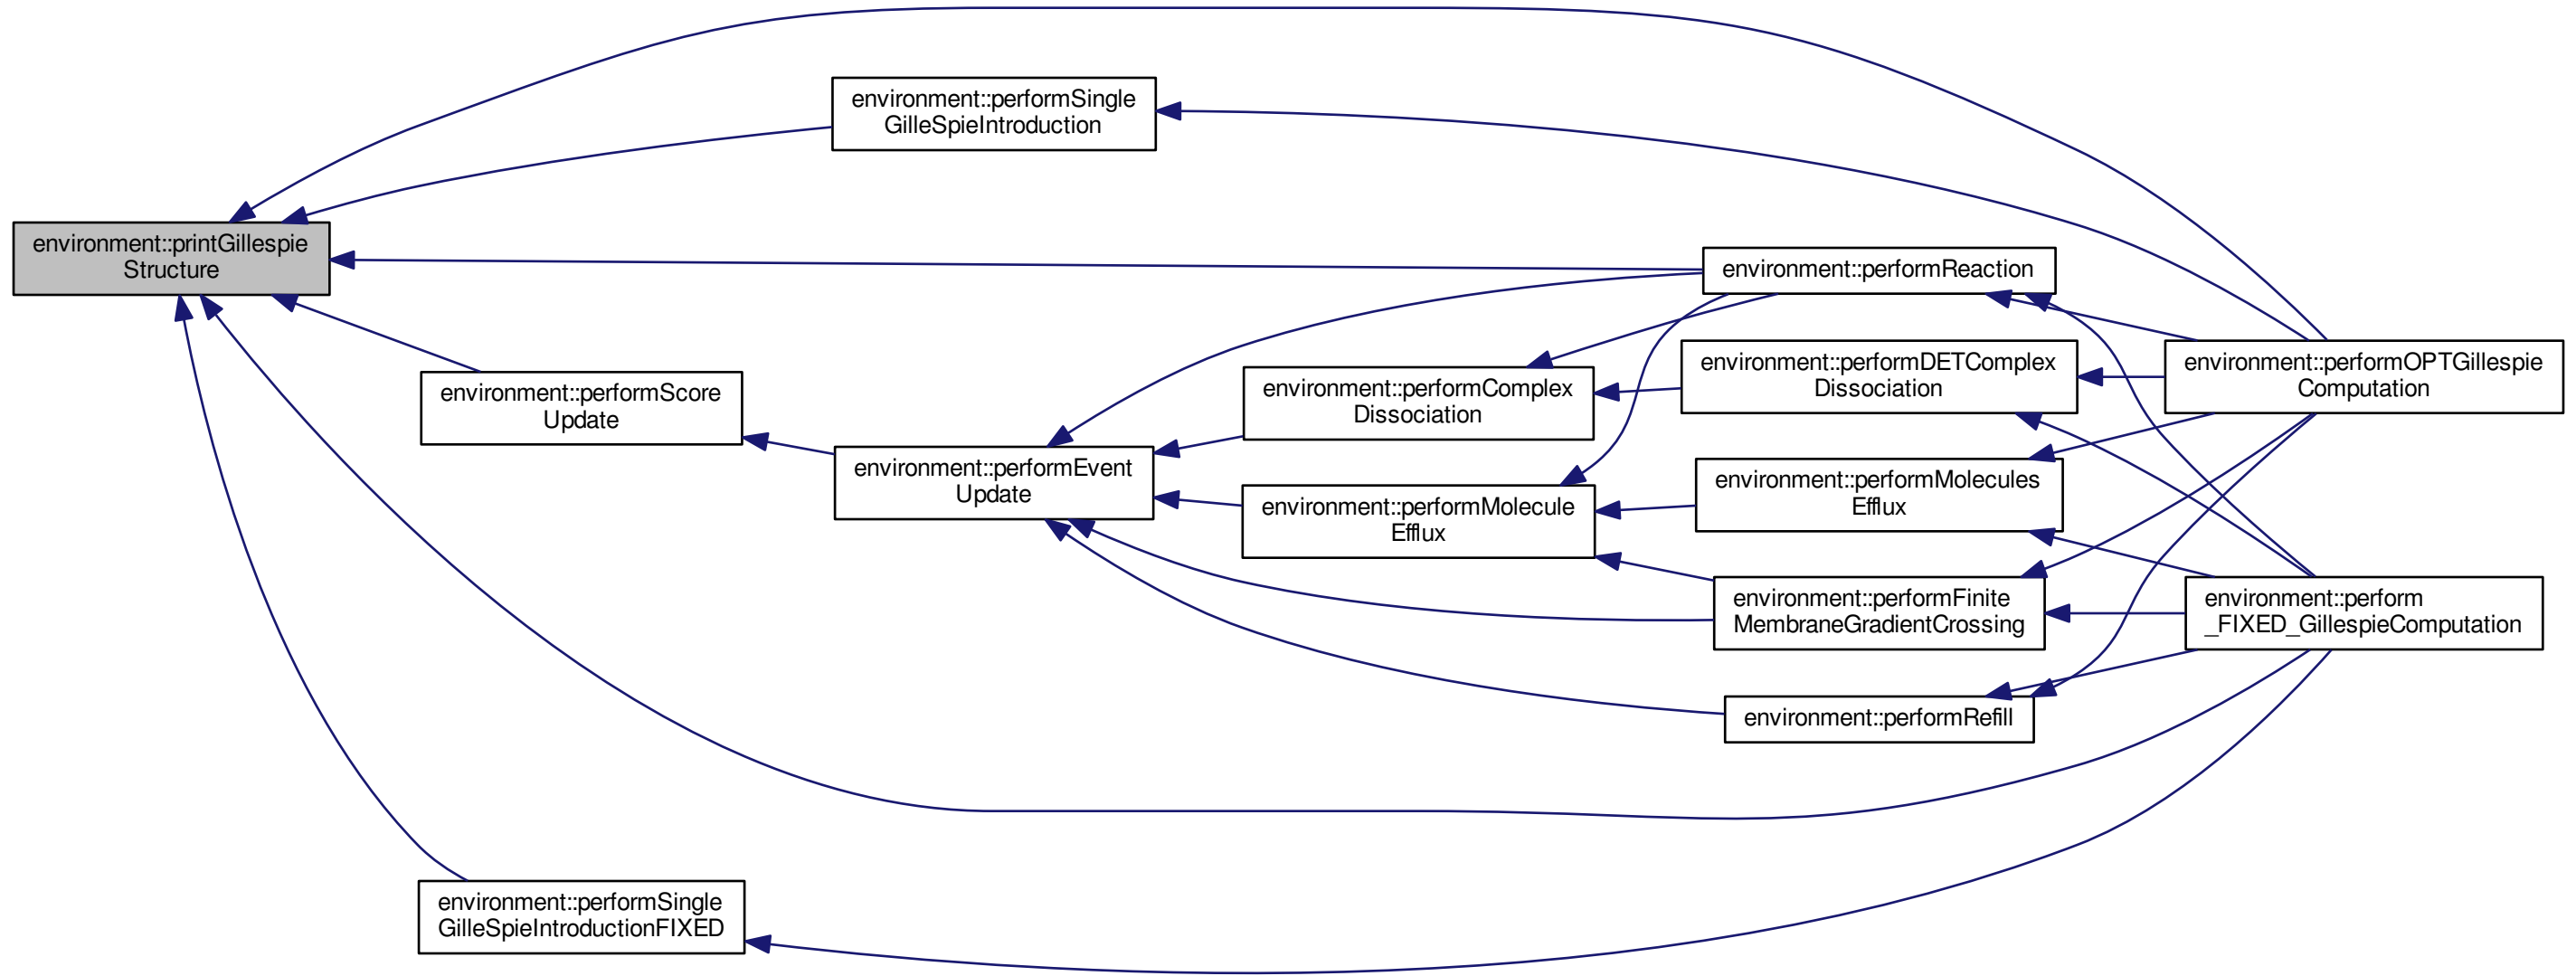 environment::performSingle
GilleSpieIntroduction
environment::printGillespie
Structure
environment::performReaction
environment::performScore
Update
environment::performComplex
Dissociation
environment::performDETComplex
Dissociation
environment::performOPTGillespie
Computation
environment::performEvent
Update
environment::performMolecule
Efflux
environment::performMolecules
Efflux
environment::performFinite
MembraneGradientCrossing
environment::perform
_FIXED_GillespieComputation
environment::performRefill
environment::performSingle
GilleSpieIntroductionFIXED